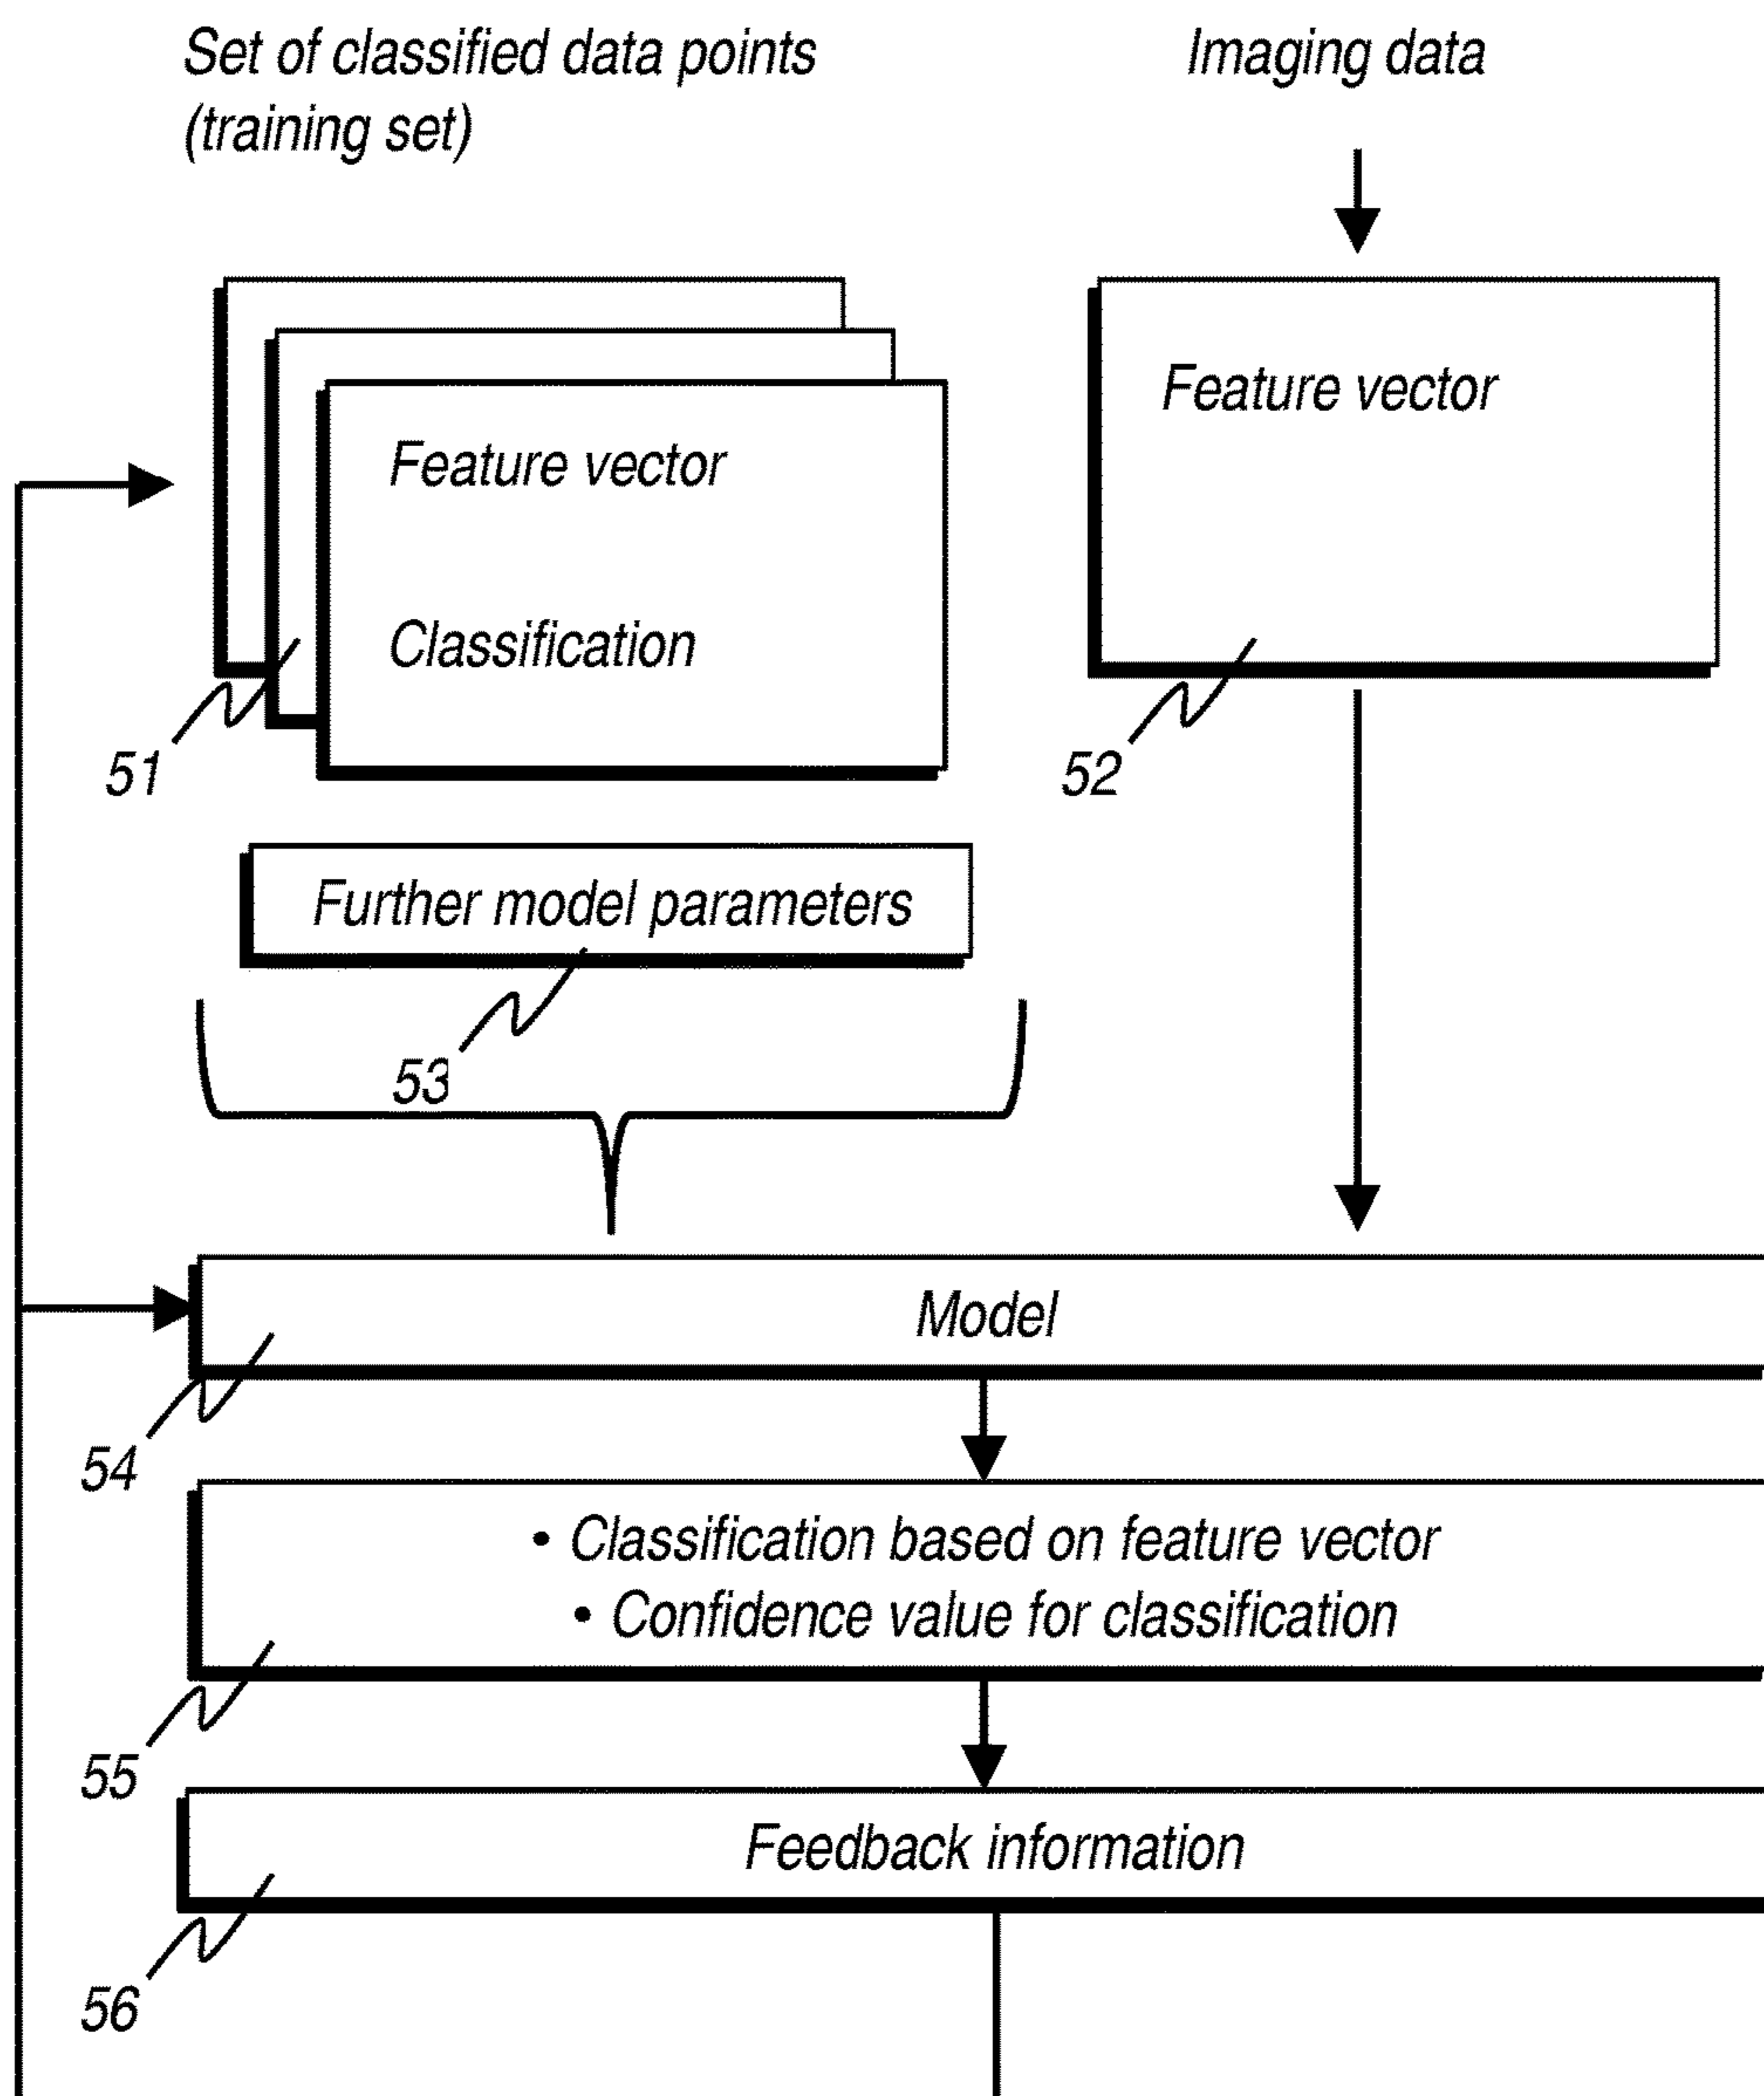 Set of classified data points
(training set)
Imaging data
Feature vector
Classification
51
Feature vector
52
Further model parameters
53
Model
54
• Classification based on feature vector
• Confidence value for classification
55
Feedback information
56